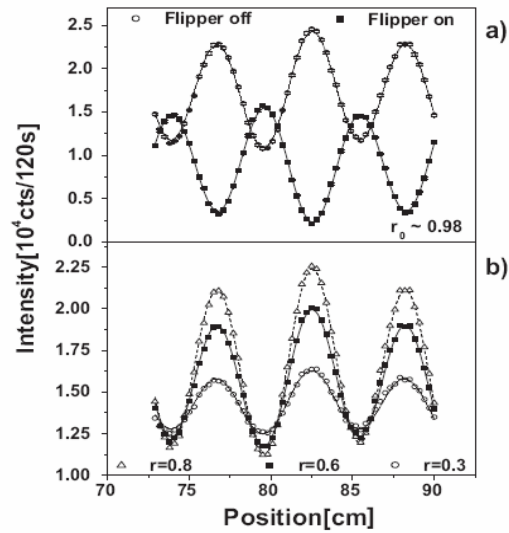 ○ Flipper off ■ Flipper on
a)
2.5
2.0
1.5
1.0
0.5
0.0
r₀ ~ 0.98
Intensity[10⁴cts/120s]
b)
2.25
2.00
1.75
1.50
1.25
1.00
△ r=0.8 ■ r=0.6 ○ r=0.3
70 75 80 85 90
Position[cm]